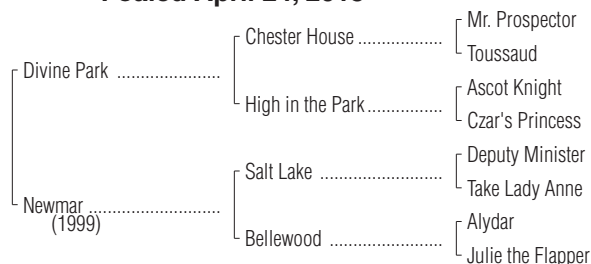 Foaled April 24,
Mr. Prospector
Chester House
Toussaud
Divine Park
Ascot Knight
High in the Park
Czar's Princess
Deputy Minister
Salt Lake
Take Lady Anne
Newmar
(1999)
Alydar
Bellewood
Julie the Flapper